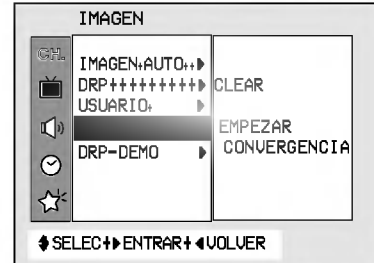 IMAGEN
CH.
IMAGEN+AUTO++▶
DRP+++++++++▶ CLEAR
USUARIO+ ▶
EMPEZAR
CONVERGENCIA
DRP-DEMO ▶
♦SELEC+▶ENTRAR+◀VOLVER